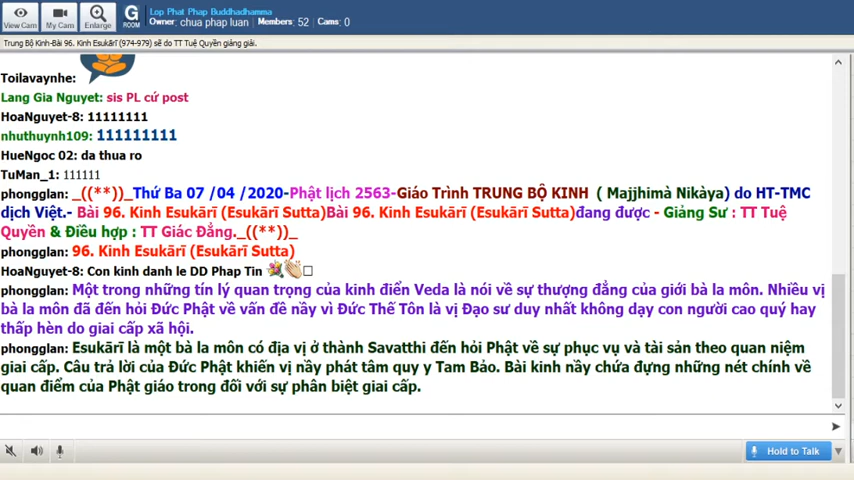 View Cam
My Cam
Enlarge
G
ROOM
Lop Phat Phap Buddhadhamma
Owner: chua phap luan Members: 52 Cams: 0
Trung Bộ Kinh-Bài 96. Kinh Esukārī (974-979) sẽ do TT Tuệ Quyền giảng giải.
Toilavaynhe:
Lang Gia Nguyet: sis PL cứ post
HoaNguyet-8: 11111111
nhuthuynh109: 111111111
HueNgoc 02: da thua ro
TuMan_1: 111111
phongglan: _((**))_Thứ Ba 07 /04 /2020-Phật lịch 2563-Giáo Trình TRUNG BỘ KINH ( Majjhimà Nikàya) do HT-TMC
dịch Việt.- Bài 96. Kinh Esukārī (Esukārī Sutta)Bài 96. Kinh Esukārī (Esukārī Sutta)đang được - Giảng Sư : TT Tuệ
Quyền & Điều hợp : TT Giác Đẳng._((**))_
phongglan: 96. Kinh Esukārī (Esukārī Sutta)
HoaNguyet-8: Con kinh danh le DD Phap Tin
phongglan: Một trong những tín lý quan trọng của kinh điển Veda là nói về sự thượng đẳng của giới bà la môn. Nhiều vị
bà la môn đã đến hỏi Đức Phật về vấn đề nầy vì Đức Thế Tôn là vị Đạo sư duy nhất không dạy con người cao quý hay
thấp hèn do giai cấp xã hội.
phongglan: Esukārī là một bà la môn có địa vị ở thành Savatthi đến hỏi Phật về sự phục vụ và tài sản theo quan niệm
giai cấp. Câu trả lời của Đức Phật khiến vị nầy phát tâm quy y Tam Bảo. Bài kinh nầy chứa đựng những nét chính về
quan điểm của Phật giáo trong đối với sự phân biệt giai cấp.
Hold to Talk